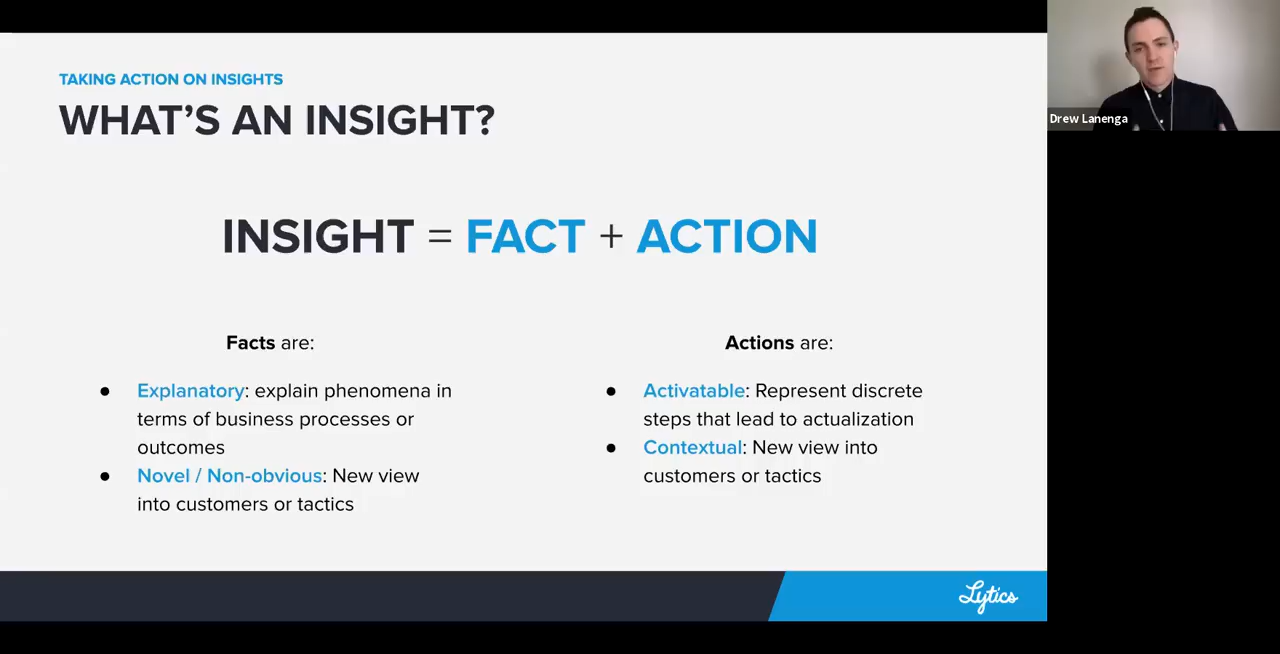 TAKING ACTION ON INSIGHTS
WHAT'S AN INSIGHT?
INSIGHT = FACT + ACTION
Facts are:
● Explanatory: explain phenomena in
terms of business processes or
outcomes
● Novel / Non-obvious: New view
into customers or tactics
Actions are:
● Activatable: Represent discrete
steps that lead to actualization
● Contextual: New view into
customers or tactics
Lytics
Drew Lanenga